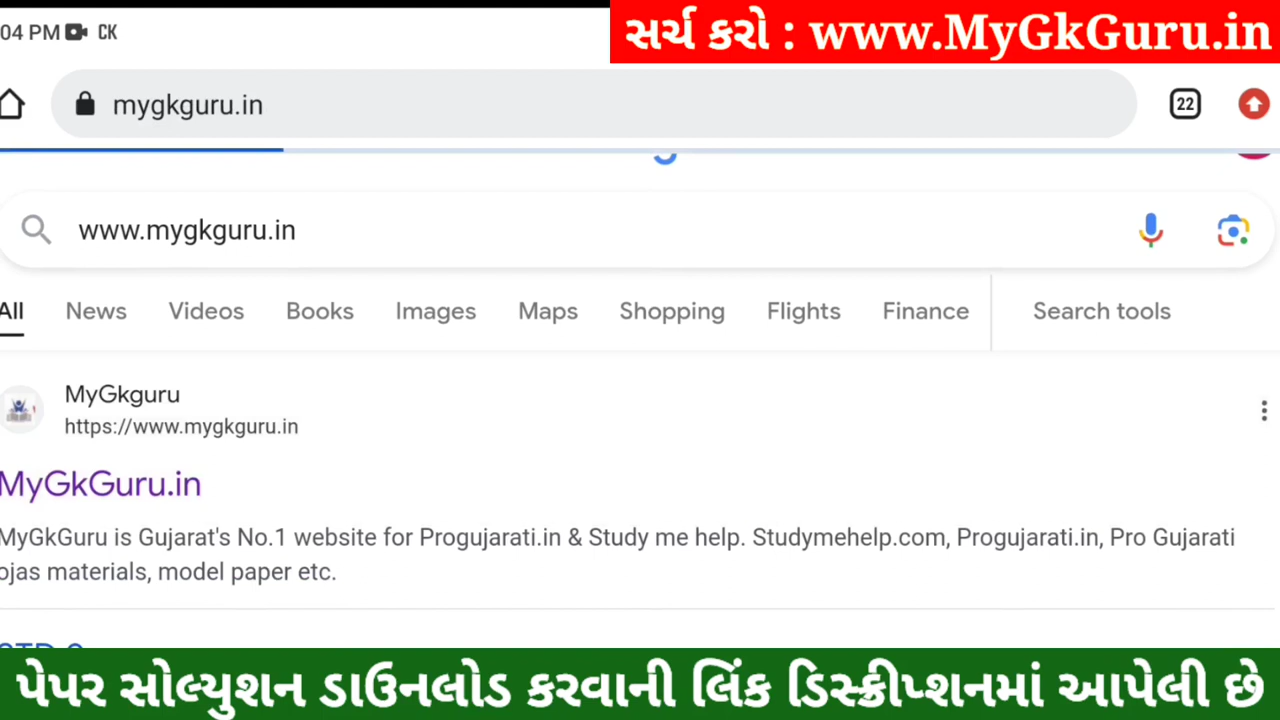 04 PM CK
સર્ચ કરો : www.MyGkGuru.in
mygkguru.in
22
www.mygkguru.in
All News Videos Books Images Maps Shopping Flights Finance Search tools
MyGkguru
https://www.mygkguru.in
MyGkGuru.in
MyGkGuru is Gujarat's No.1 website for Progujarati.in & Study me help. Studymehelp.com, Progujarati.in, Pro Gujarati
ojas materials, model paper etc.
પેપર સોલ્યુશન ડાઉનલોડ કરવાની લિંક ડિસ્ક્રીપ્શનમાં આપેલી છે